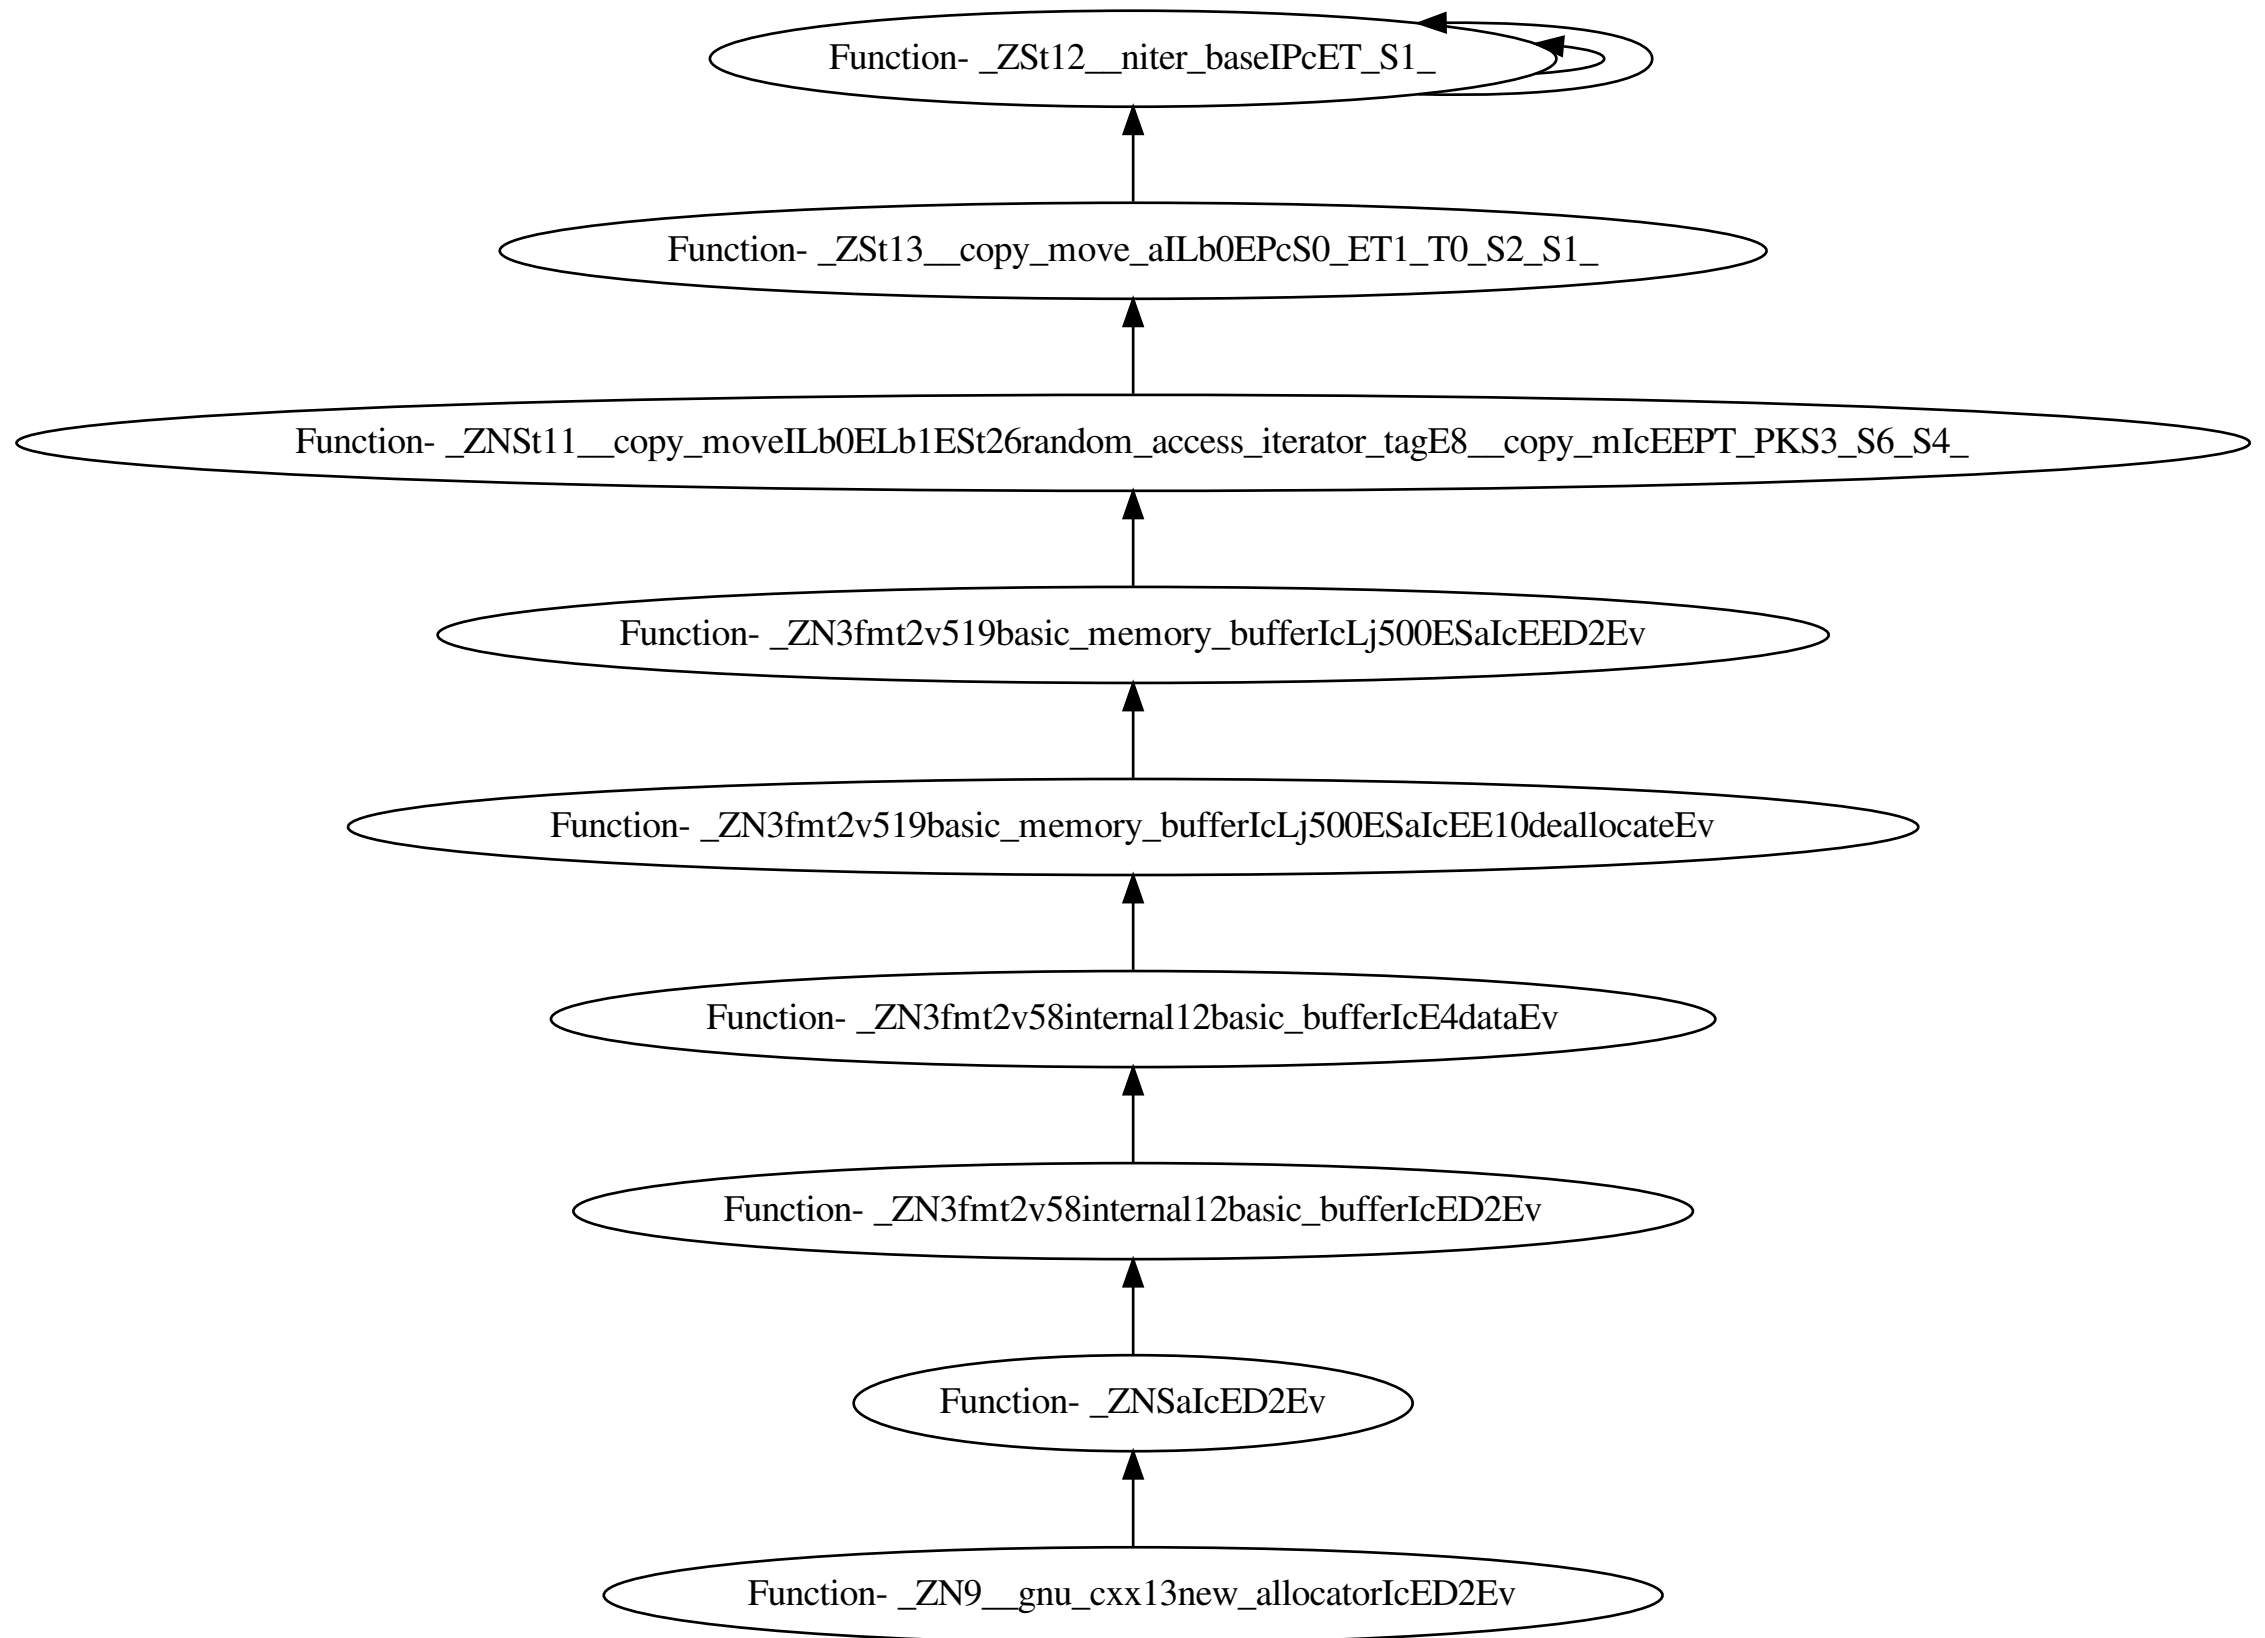 Function- _ZSt12__niter_baseIPcET_S1_
Function- _ZSt13__copy_move_aILb0EPcS0_ET1_T0_S2_S1_
Function- _ZNSt11__copy_moveILb0ELb1ESt26random_access_iterator_tagE8__copy_mIcEEPT_PKS3_S6_S4_
Function- _ZN3fmt2v519basic_memory_bufferIcLj500ESaIcEED2Ev
Function- _ZN3fmt2v519basic_memory_bufferIcLj500ESaIcEE10deallocateEv
Function- _ZN3fmt2v58internal12basic_bufferIcE4dataEv
Function- _ZN3fmt2v58internal12basic_bufferIcED2Ev
Function- _ZNSaIcED2Ev
Function- _ZN9__gnu_cxx13new_allocatorIcED2Ev